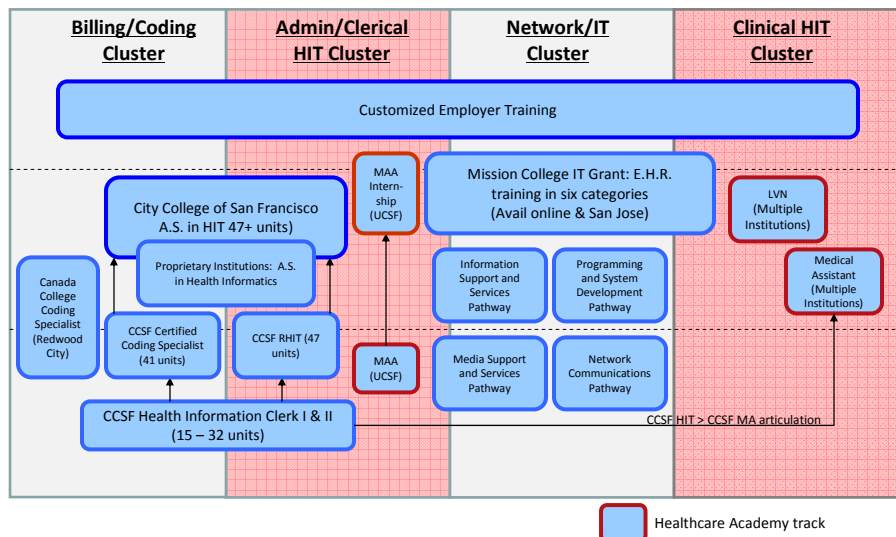 Billing/Coding
Cluster
Admin/Clerical
HIT Cluster
Network/IT
Cluster
Clinical HIT
Cluster
Customized Employer Training
City College of San Francisco
A.S. in HIT 47+ units)
MAA
Intern-
ship
(UCSF)
Mission College IT Grant: E.H.R.
training in six categories
(Avail online & San Jose)
LVN
(Multiple
Institutions)
Proprietary Institutions: A.S.
in Health Informatics
Information
Support and
Services
Pathway
Programming
and System
Development
Pathway
Medical
Assistant
(Multiple
Institutions)
Canada
College
Coding
Specialist
(Redwood
City)
CCSF Certified
Coding Specialist
(41 units)
CCSF RHIT (47
units)
MAA
(UCSF)
Media Support
and Services
Pathway
Network
Communications
Pathway
CCSF Health Information Clerk I & II
(15 – 32 units)
CCSF HIT > CCSF MA articulation
Healthcare Academy track